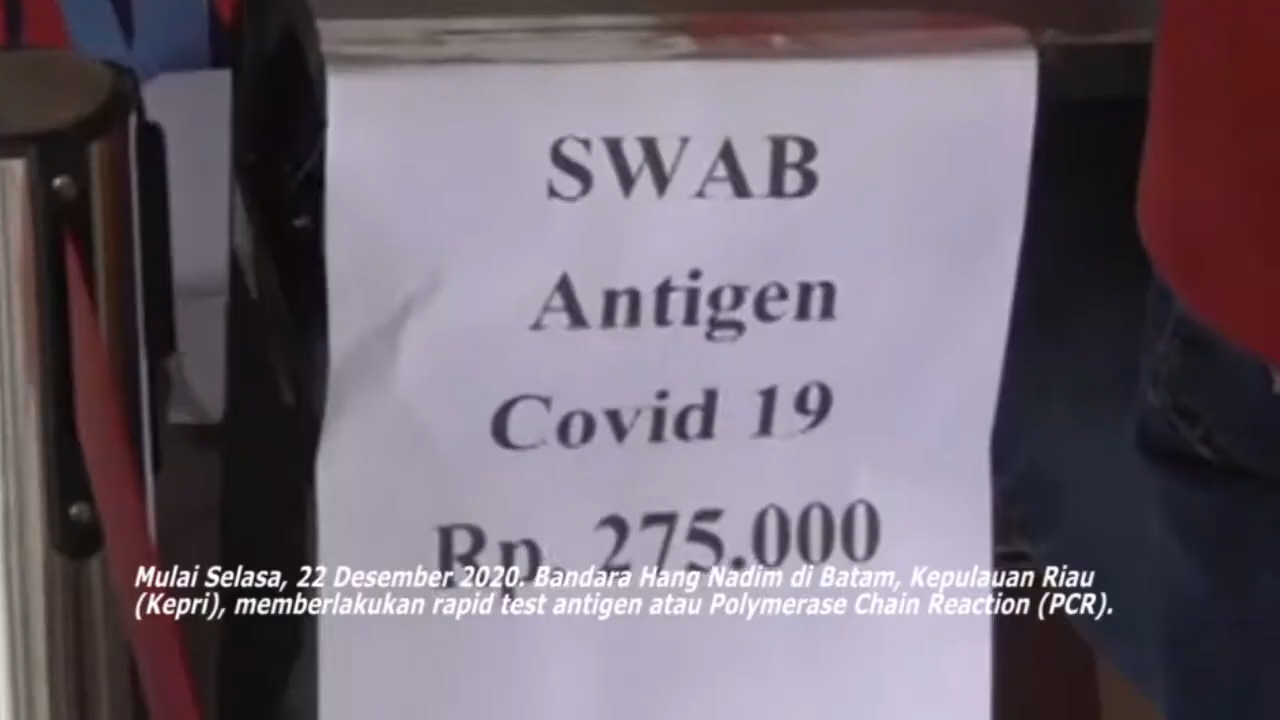 SWAB
Antigen
Covid 19
Rp. 275.000
Mulai Selasa, 22 Desember 2020. Bandara Hang Nadim di Batam, Kepulauan Riau
(Kepri), memberlakukan rapid test antigen atau Polymerase Chain Reaction (PCR).